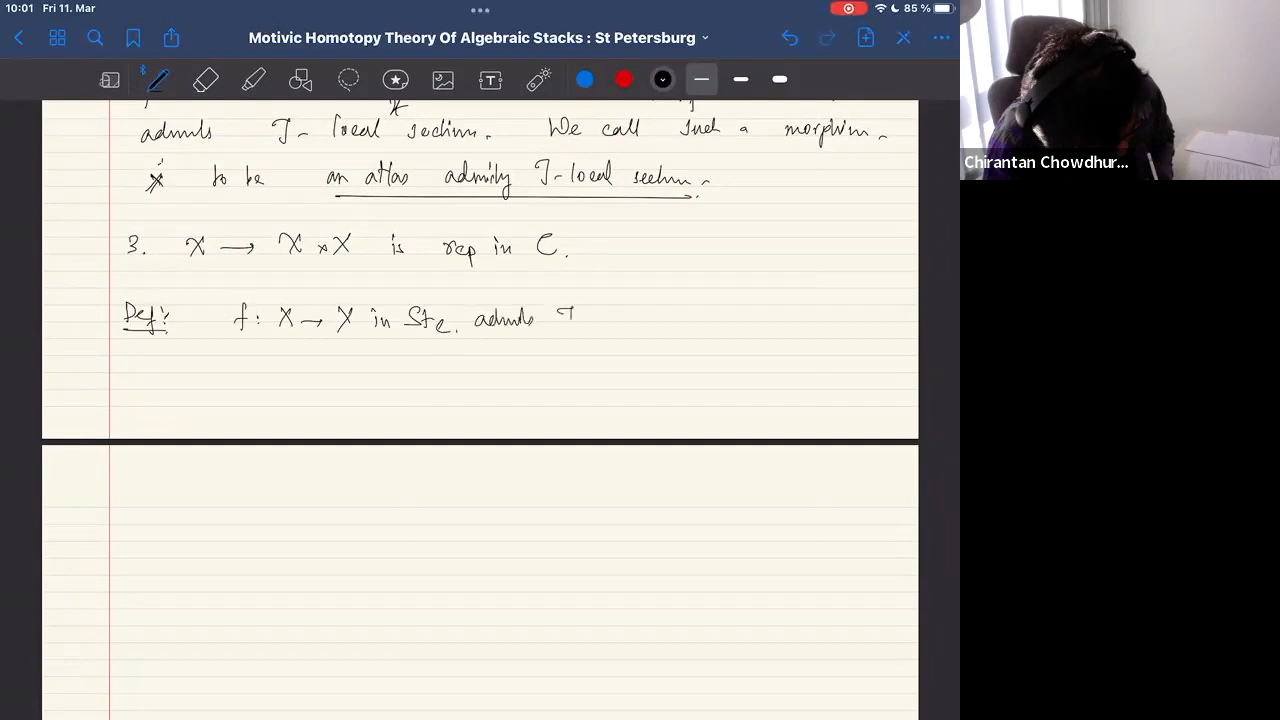 10:01 Fri 11. Mar
85 %
Motivic Homotopy Theory Of Algebraic Stacks : St Petersburg
admits T-local section. We call such a morphism
x to be an atlas admitting T-local section.
3. X → X × X is rep in C.
Def: f: X → Y in St_C. admits T
Chirantan Chowdhur...